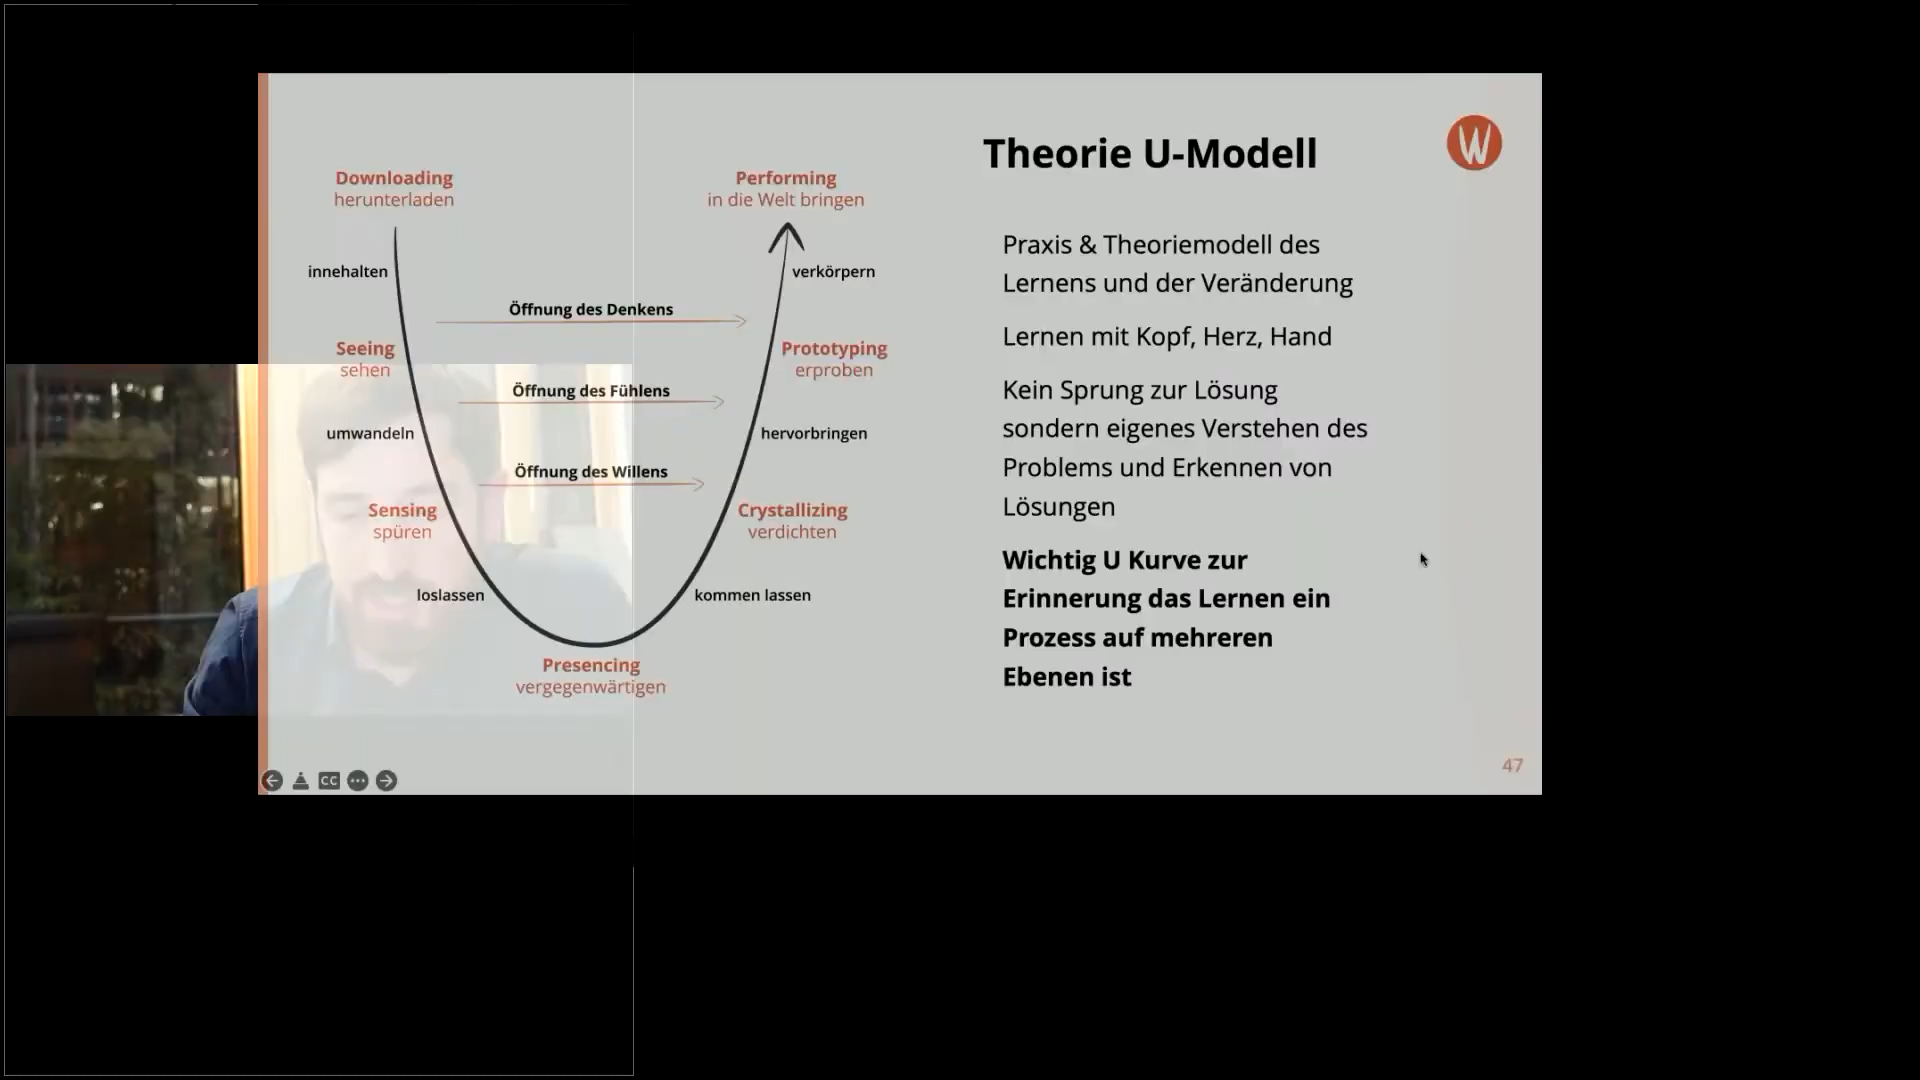 Theorie U-Modell
W
Downloading
herunterladen
Performing
in die Welt bringen
innehalten
verkörpern
Öffnung des Denkens
Seeing
sehen
Prototyping
erproben
Öffnung des Fühlens
umwandeln
hervorbringen
Öffnung des Willens
Sensing
spüren
Crystallizing
verdichten
loslassen
kommen lassen
Presencing
vergegenwärtigen
Praxis & Theoriemodell des
Lernens und der Veränderung
Lernen mit Kopf, Herz, Hand
Kein Sprung zur Lösung
sondern eigenes Verstehen des
Problems und Erkennen von
Lösungen
Wichtig U Kurve zur
Erinnerung das Lernen ein
Prozess auf mehreren
Ebenen ist
47
CC